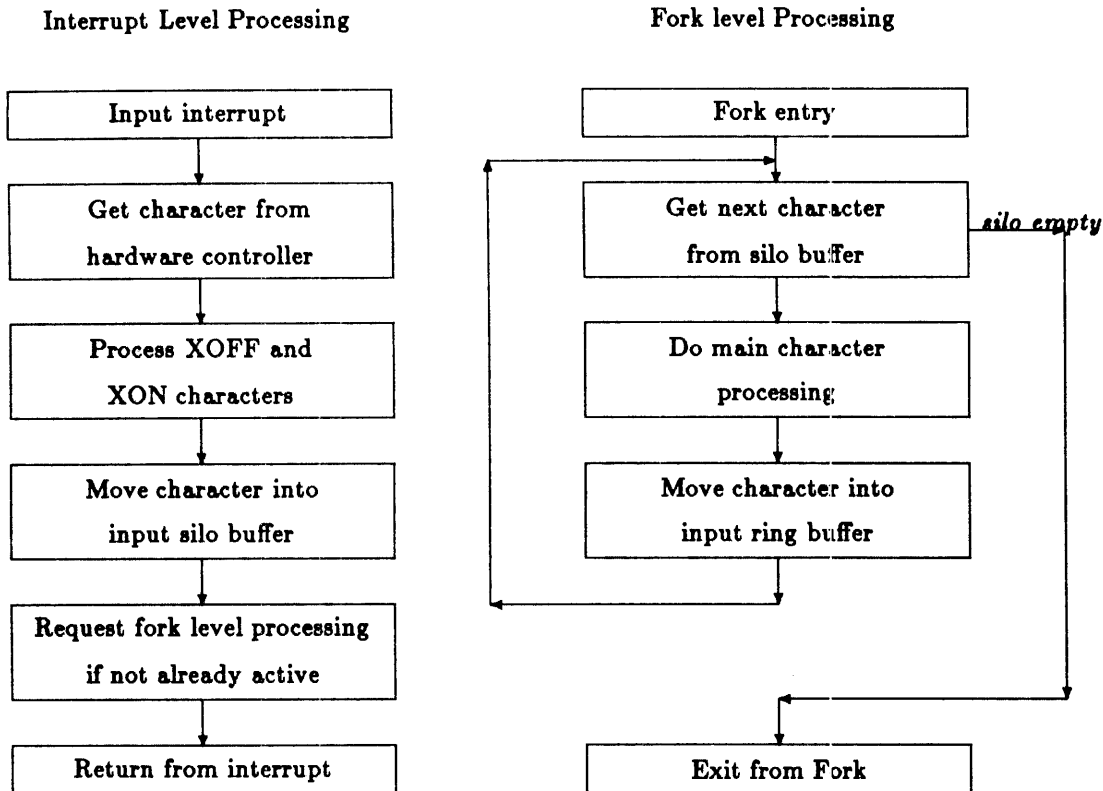 Interrupt Level Processing
Input interrupt
Get character from
hardware controller
Process XOFF and
XON characters
Move character into
input silo buffer
Request fork level processing
if not already active
Return from interrupt
Fork level Processing
Fork entry
Get next character
from silo buffer
silo empty
Do main character
processing
Move character into
input ring buffer
Exit from Fork